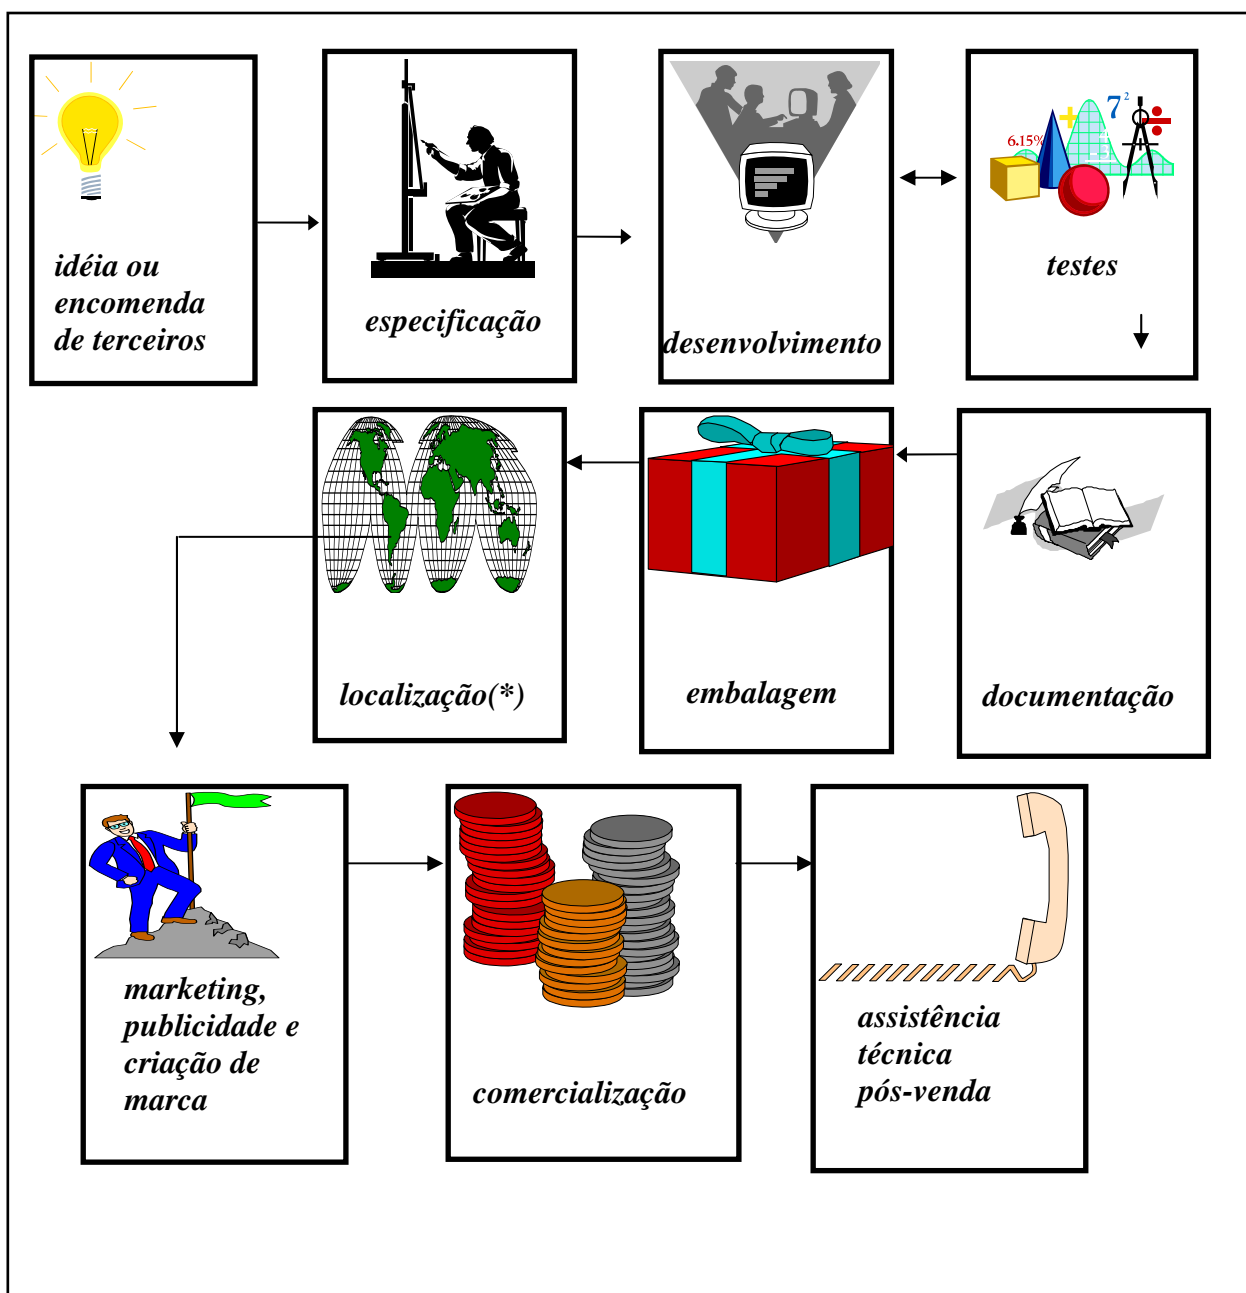 idéia ou
encomenda
de terceiros
especificação
desenvolvimento
6.15%
7²
+
÷
testes
localização(*)
embalagem
documentação
marketing,
publicidade e
criação de
marca
comercialização
assistência
técnica
pós-venda